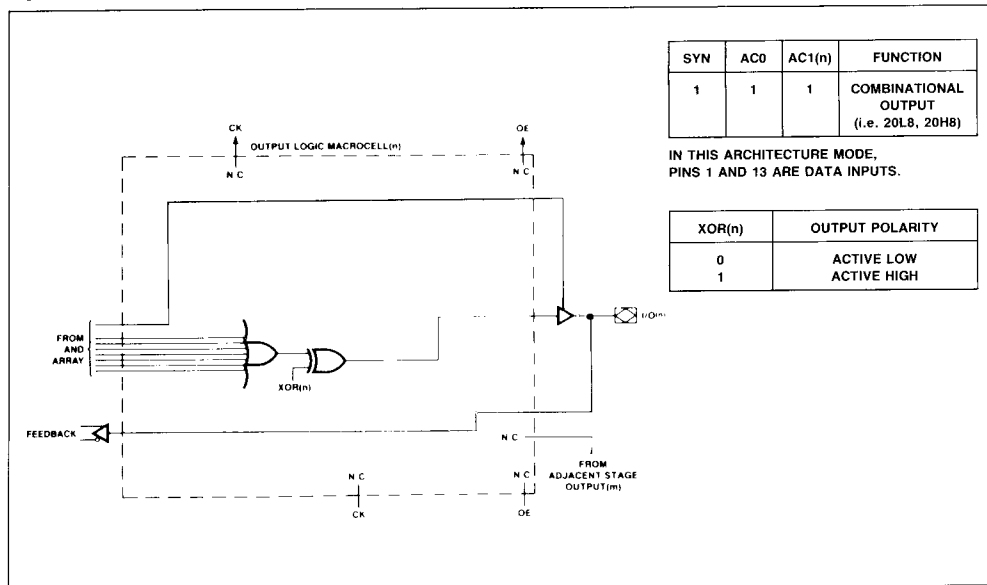 SYN AC0 AC1(n) FUNCTION
1 1 1 COMBINATIONAL
OUTPUT
(i.e. 20L8, 20H8)
IN THIS ARCHITECTURE MODE,
PINS 1 AND 13 ARE DATA INPUTS.
XOR(n) OUTPUT POLARITY
0 ACTIVE LOW
1 ACTIVE HIGH
CK
OUTPUT LOGIC MACROCELL(n)
OE
N C
N C
FROM
AND
ARRAY
XOR(n)
I/O(n)
FEEDBACK
N C
FROM
ADJACENT STAGE
OUTPUT(m)
N C
CK
N C
OE